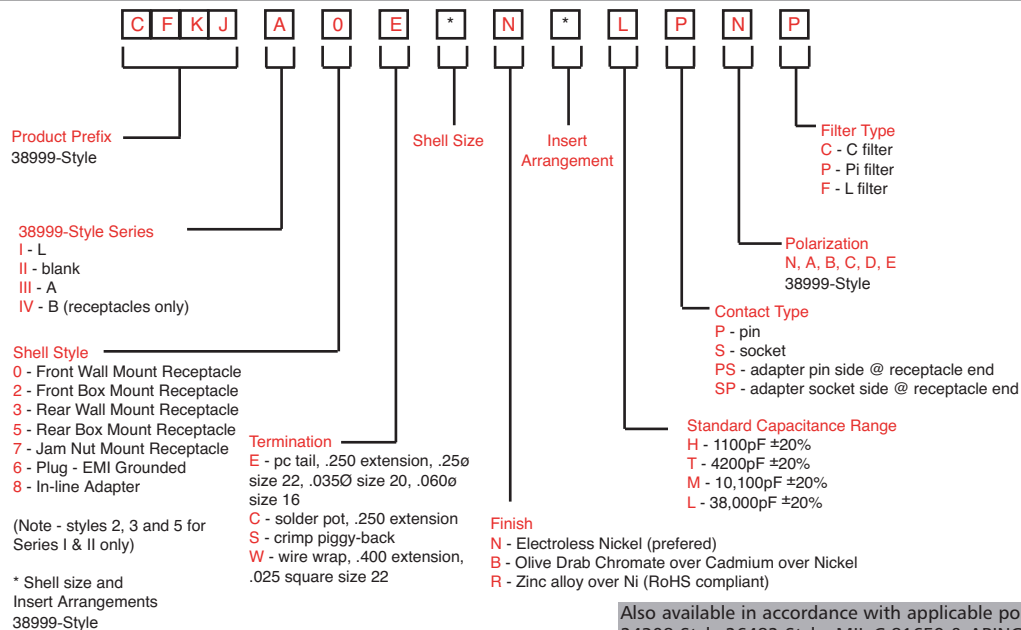 C F K J A 0 E * N * L P N P
Product Prefix
38999-Style
Shell Size
Insert
Arrangement
Filter Type
C - C filter
P - Pi filter
F - L filter
38999-Style Series
I - L
II - blank
III - A
IV - B (receptacles only)
Polarization
N, A, B, C, D, E
38999-Style
Contact Type
P - pin
S - socket
PS - adapter pin side @ receptacle end
SP - adapter socket side @ receptacle end
Shell Style
0 - Front Wall Mount Receptacle
2 - Front Box Mount Receptacle
3 - Rear Wall Mount Receptacle
5 - Rear Box Mount Receptacle
7 - Jam Nut Mount Receptacle
6 - Plug - EMI Grounded
8 - In-line Adapter
(Note - styles 2, 3 and 5 for
Series I & II only)
* Shell size and
Insert Arrangements
38999-Style
Termination
E - pc tail, .250 extension, .25ø
size 22, .035Ø size 20, .060ø
size 16
C - solder pot, .250 extension
S - crimp piggy-back
W - wire wrap, .400 extension,
.025 square size 22
Standard Capacitance Range
H - 1100pF ±20%
T - 4200pF ±20%
M - 10,100pF ±20%
L - 38,000pF ±20%
Finish
N - Electroless Nickel (prefered)
B - Olive Drab Chromate over Cadmium over Nickel
R - Zinc alloy over Ni (RoHS compliant)
Also available in accordance with applicable po